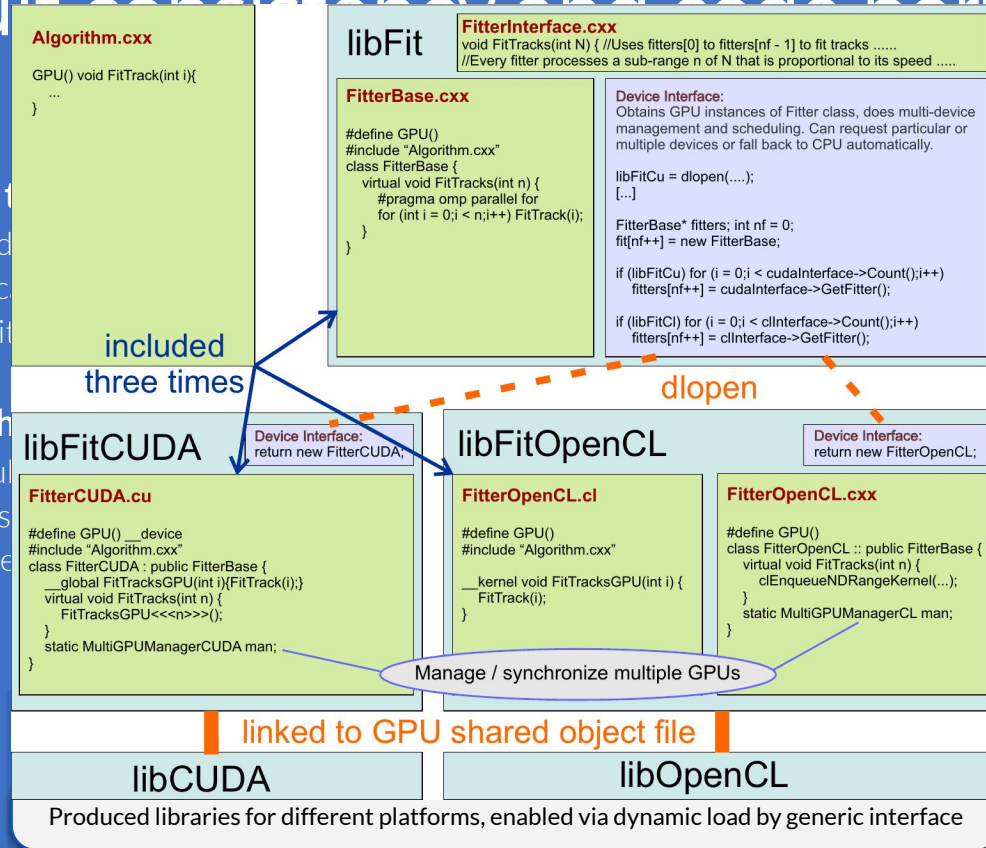 Algorithm.cxx
GPU() void FitTrack(int i){
...
}
libFit
FitterInterface.cxx
void FitTracks(int N) { //Uses fitters[0] to fitters[nf - 1] to fit tracks ......
//Every fitter processes a sub-range n of N that is proportional to its speed .....
FitterBase.cxx
#define GPU()
#include “Algorithm.cxx”
class FitterBase {
virtual void FitTracks(int n) {
#pragma omp parallel for
for (int i = 0;i < n;i++) FitTrack(i);
}
}
Device Interface:
Obtains GPU instances of Fitter class, does multi-device
management and scheduling. Can request particular or
multiple devices or fall back to CPU automatically.
libFitCu = dlopen(....);
[...]
FitterBase* fitters; int nf = 0;
fit[nf++] = new FitterBase;
if (libFitCu) for (i = 0;i < cudaInterface->Count();i++)
fitters[nf++] = cudaInterface->GetFitter();
if (libFitCl) for (i = 0;i < clInterface->Count();i++)
fitters[nf++] = clInterface->GetFitter();
included
three times
dlopen
libFitCUDA
Device Interface:
return new FitterCUDA;
FitterCUDA.cu
#define GPU() __device
#include “Algorithm.cxx”
class FitterCUDA : public FitterBase {
__global FitTracksGPU(int i){FitTrack(i);}
virtual void FitTracks(int n) {
FitTracksGPU<<<n>>>();
}
static MultiGPUManagerCUDA man;
}
libFitOpenCL
Device Interface:
return new FitterOpenCL;
FitterOpenCL.cl
#define GPU()
#include “Algorithm.cxx”
__kernel void FitTracksGPU(int i) {
FitTrack(i);
}
FitterOpenCL.cxx
#define GPU()
class FitterOpenCL :: public FitterBase {
virtual void FitTracks(int n) {
clEnqueueNDRangeKernel(...);
}
static MultiGPUManagerCL man;
}
Manage / synchronize multiple GPUs
linked to GPU shared object file
libCUDA
libOpenCL
Produced libraries for different platforms, enabled via dynamic load by generic interface